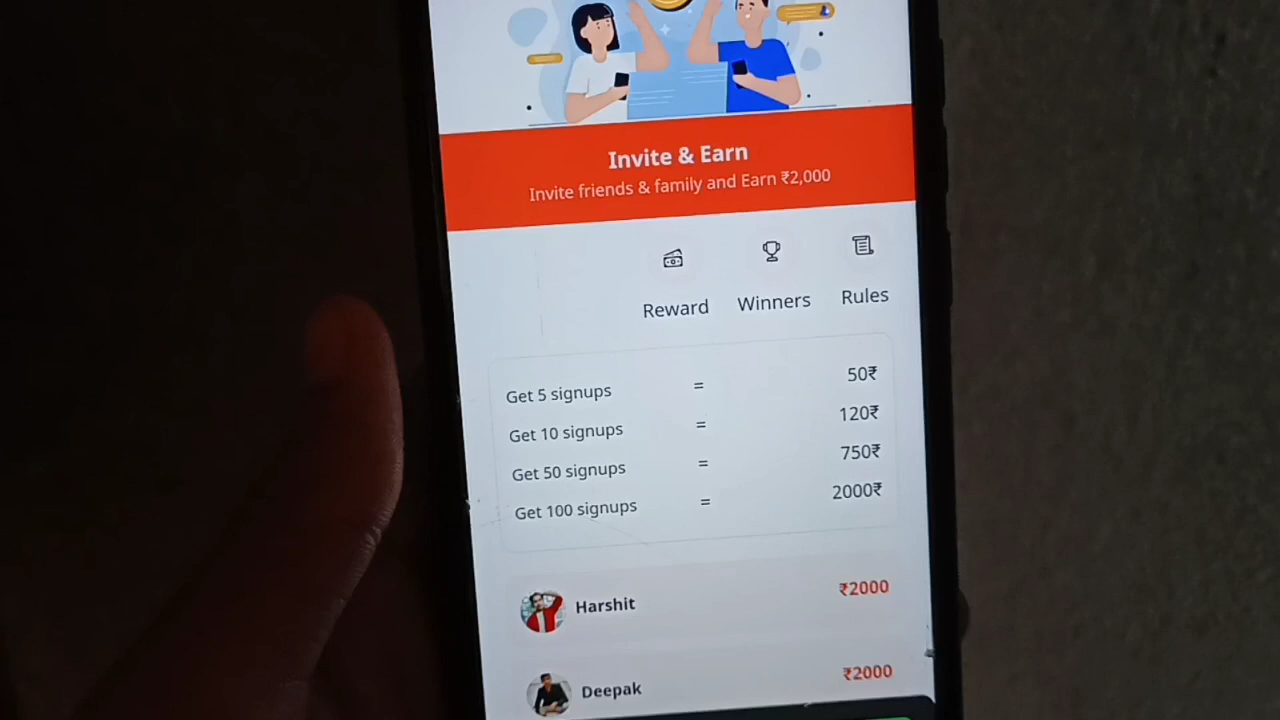 Invite & Earn
Invite friends & family and Earn ₹2,000
Reward Winners Rules
Get 5 signups = 50₹
Get 10 signups = 120₹
Get 50 signups = 750₹
Get 100 signups = 2000₹
Harshit ₹2000
Deepak ₹2000